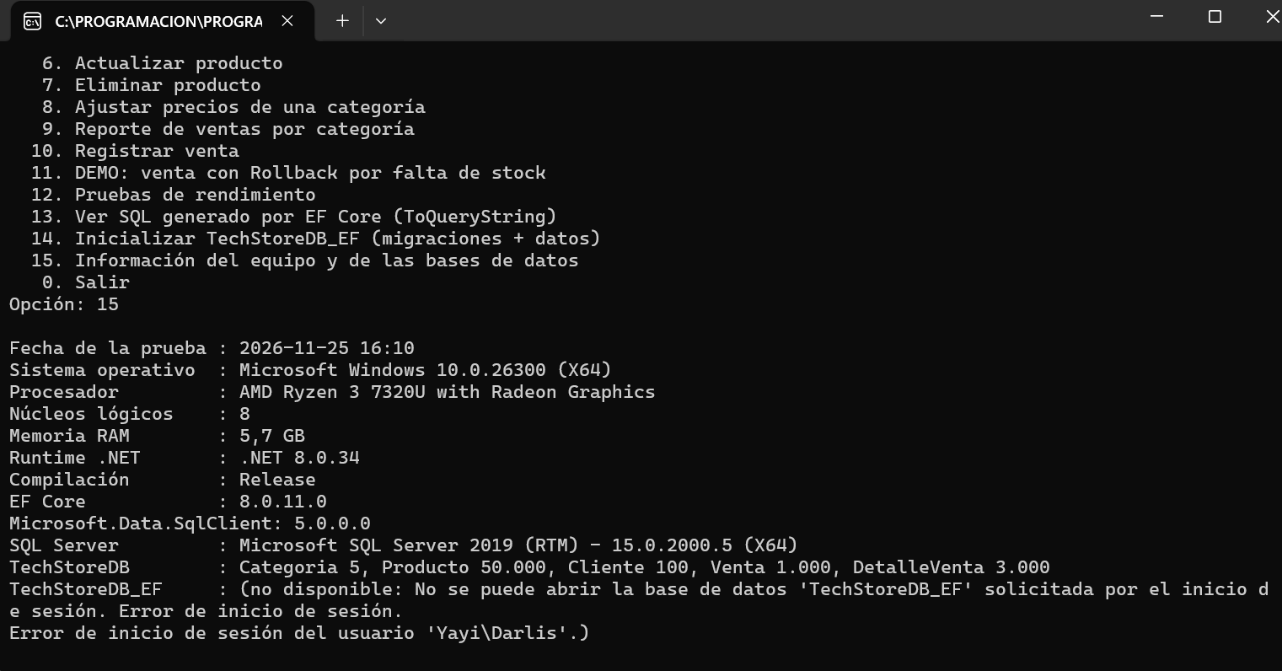 C:\PROGRAMACION\PROGRA
6. Actualizar producto
7. Eliminar producto
8. Ajustar precios de una categoría
9. Reporte de ventas por categoría
10. Registrar venta
11. DEMO: venta con Rollback por falta de stock
12. Pruebas de rendimiento
13. Ver SQL generado por EF Core (ToQueryString)
14. Inicializar TechStoreDB_EF (migraciones + datos)
15. Información del equipo y de las bases de datos
0. Salir
Opción: 15
Fecha de la prueba : 2026-11-25 16:10
Sistema operativo : Microsoft Windows 10.0.26300 (X64)
Procesador : AMD Ryzen 3 7320U with Radeon Graphics
Núcleos lógicos : 8
Memoria RAM : 5,7 GB
Runtime .NET : .NET 8.0.34
Compilación : Release
EF Core : 8.0.11.0
Microsoft.Data.SqlClient: 5.0.0.0
SQL Server : Microsoft SQL Server 2019 (RTM) - 15.0.2000.5 (X64)
TechStoreDB : Categoria 5, Producto 50.000, Cliente 100, Venta 1.000, DetalleVenta 3.000
TechStoreDB_EF : (no disponible: No se puede abrir la base de datos 'TechStoreDB_EF' solicitada por el inicio d
e sesión. Error de inicio de sesión.
Error de inicio de sesión del usuario 'Yayi\Darlis'.)